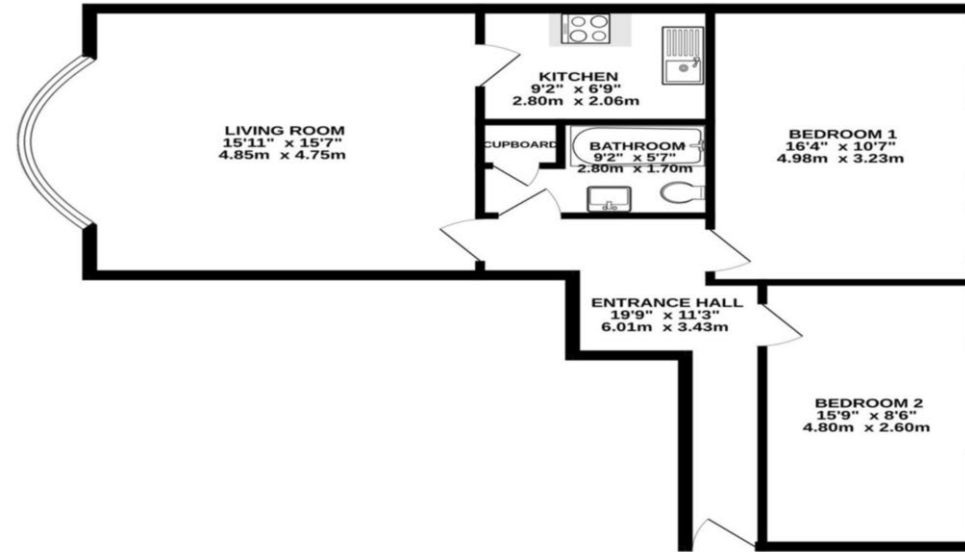 KITCHEN
9'2" x 6'9"
2.80m x 2.06m
LIVING ROOM
15'11" x 15'7"
4.85m x 4.75m
BEDROOM 1
16'4" x 10'7"
4.98m x 3.23m
CUPBOARD
BATHROOM
9'2" x 5'7"
2.80m x 1.70m
ENTRANCE HALL
19'9" x 11'3"
6.01m x 3.43m
BEDROOM 2
15'9" x 8'6"
4.80m x 2.60m